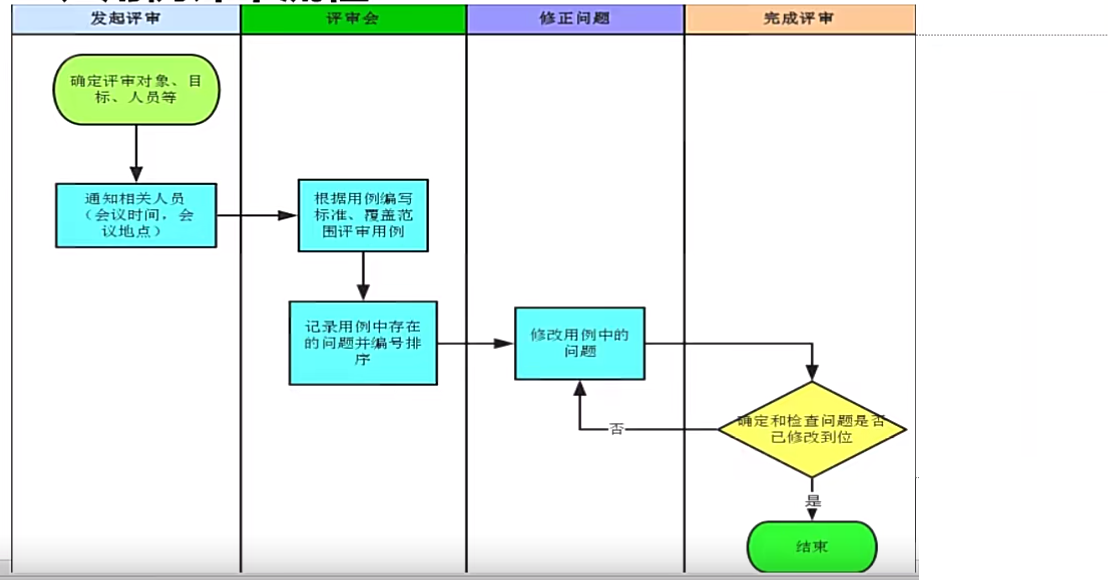 发起评审
评审会
修正问题
完成评审
确定评审对象、目
标、人员等
通知相关人员
（会议时间，会
议地点）
根据用例编写
标准、覆盖范
围评审用例
记录用例中存在
的问题并编号排
序
修改用例中的
问题
确定和检查问题是否
已修改到位
否
是
结束